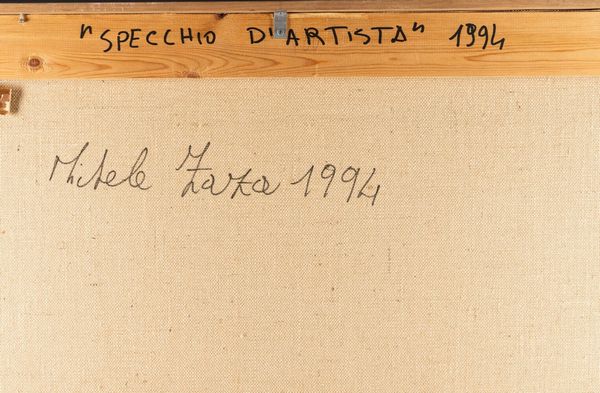 "SPECCHIO D'ARTISTA" 1994
Michele Zaza 1994